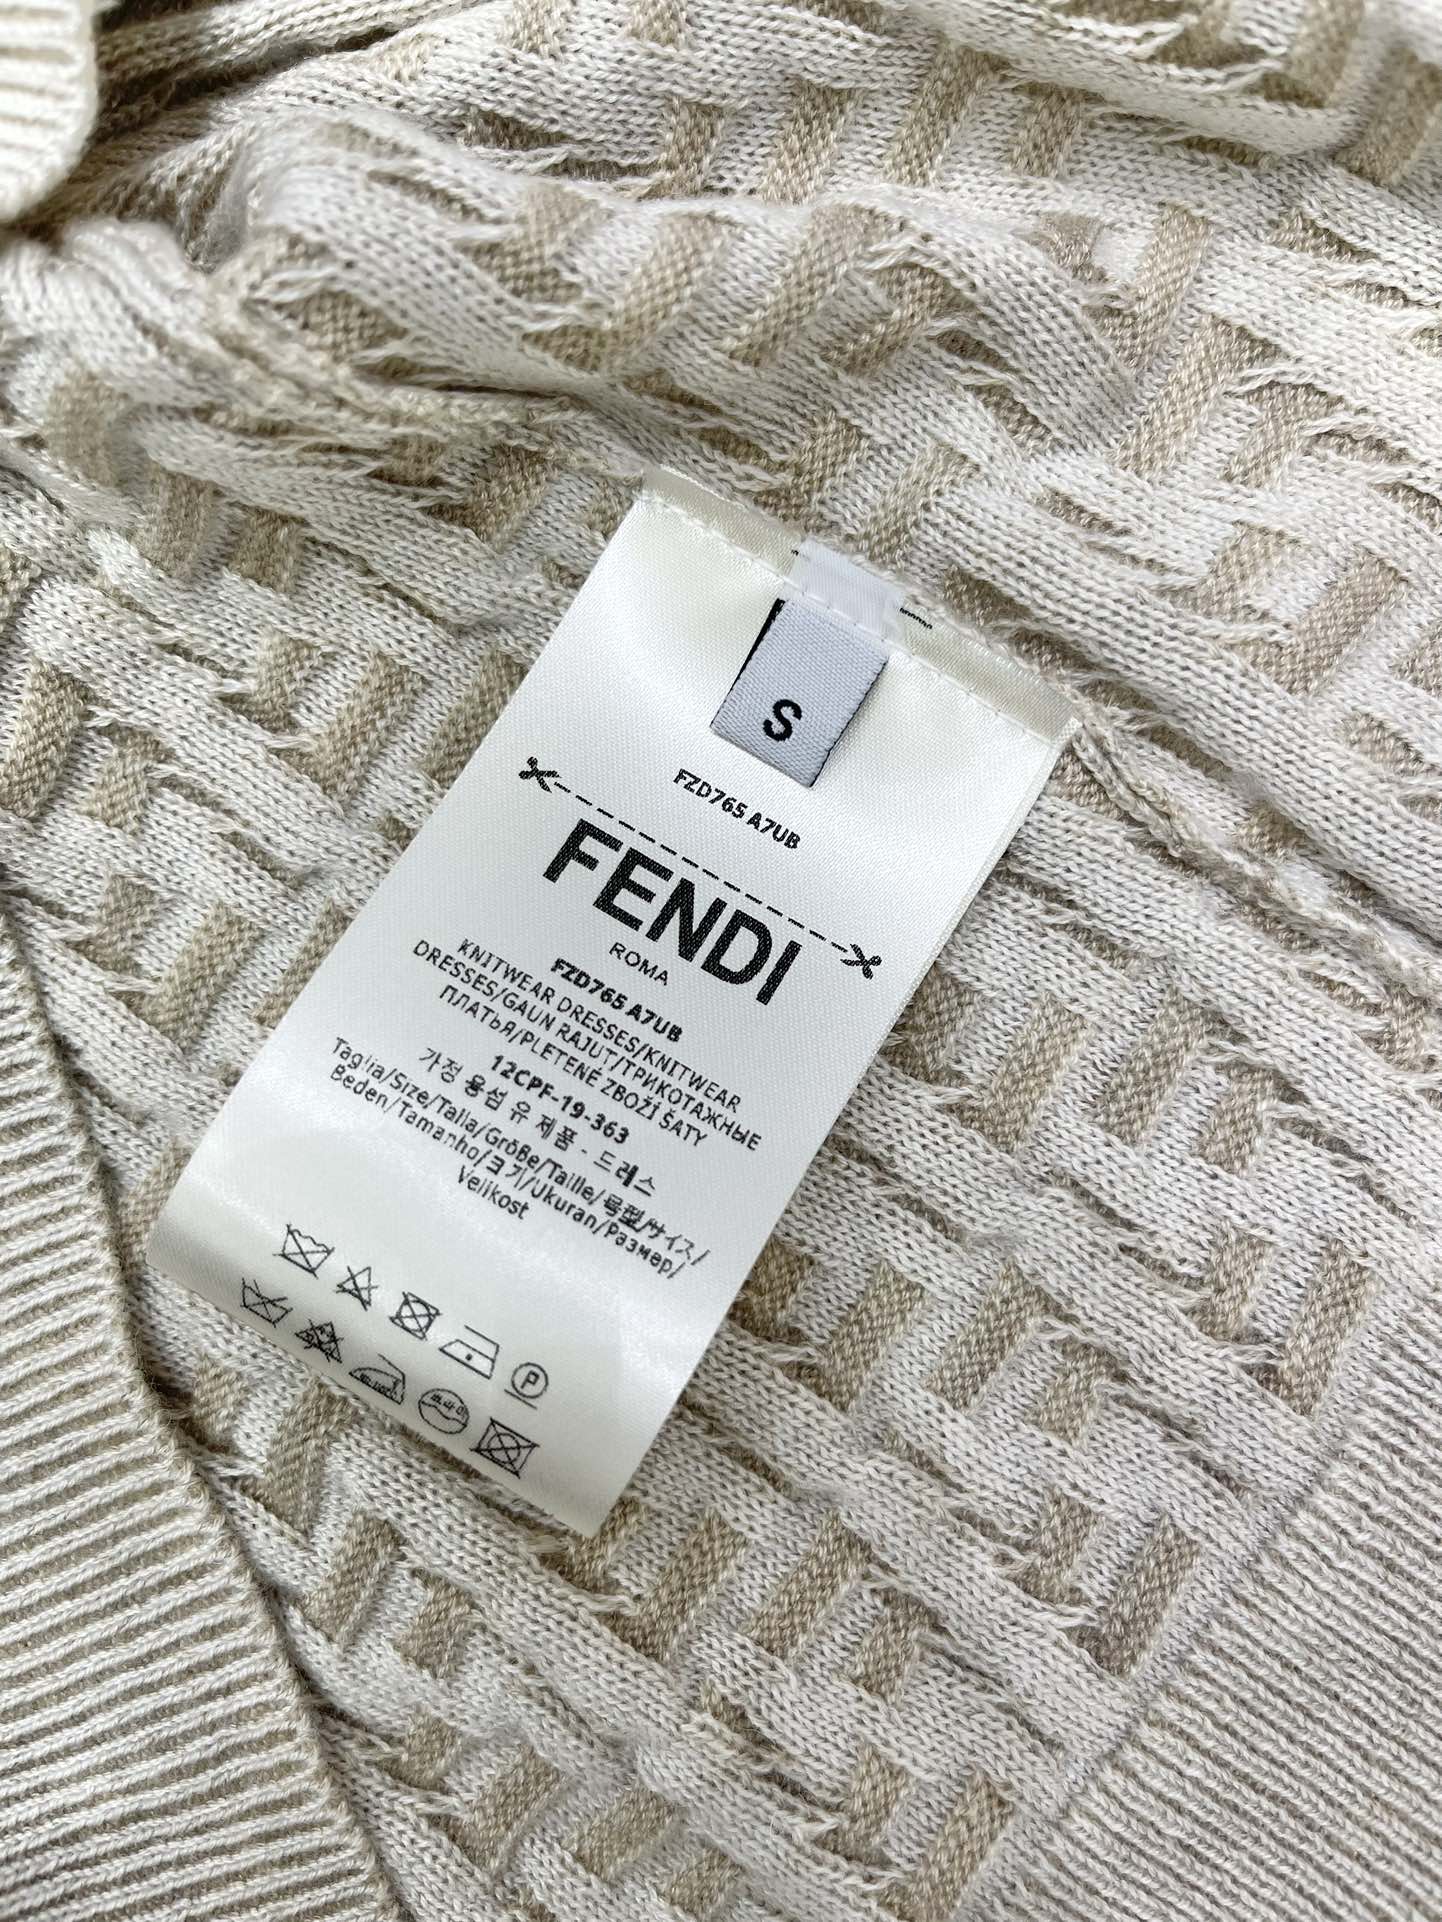 S
FZD765 A7UB
FENDI
ROMA
FZD765 A7UB
KNITWEAR DRESSES/KNITWEAR
DRESSES/GAUN RAJUT/ТРИКОТАЖНЫЕ
ПЛАТЬЯ/PLETENÉ ZBOŽÍ ŠATY
12CPF-19-363
가정 용섬 유 제품 - 드레스
Taglia/Size/Talla/Größe/Taille/サイズ/
Beden/Tamanho/크기/Ukuran/Размер/
Velikost
P